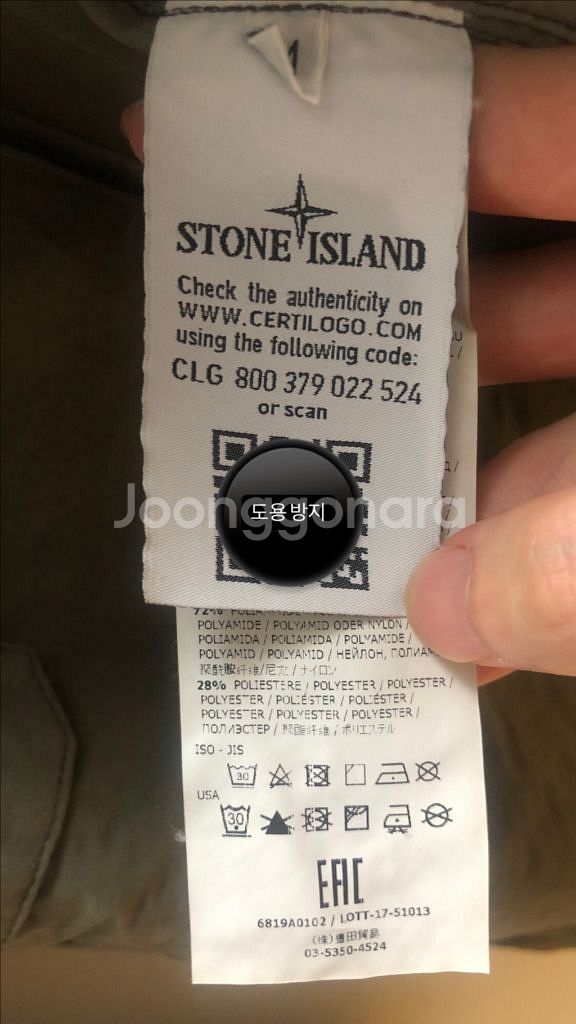 M
STONE ISLAND
Check the authenticity on
WWW.CERTILOGO.COM
using the following code:
CLG 800 379 022 524
or scan
Joonggonara
도용 방지
72%
POLYAMIDE / POLYAMID ODER NYLON /
POLIAMIDA / POLIAMIDA / POLYAMIDE /
POLYAMID / POLYAMID / НЕЙЛОН, ПОЛИАМ
聚酰胺纤维/尼龙 / ナイロン
28% POLIESTERE / POLYESTER / POLYESTER /
POLYESTER / POLIÉSTER / POLIÉSTER /
POLYESTER / POLYESTER / POLYESTER /
ПОЛИЭСТЕР / 聚酯纤维 / ポリエステル
ISO - JIS
30
USA
30
EAC
6819A0102 / LOTT-17-51013
(株) 豊田貿易
03-5350-4524